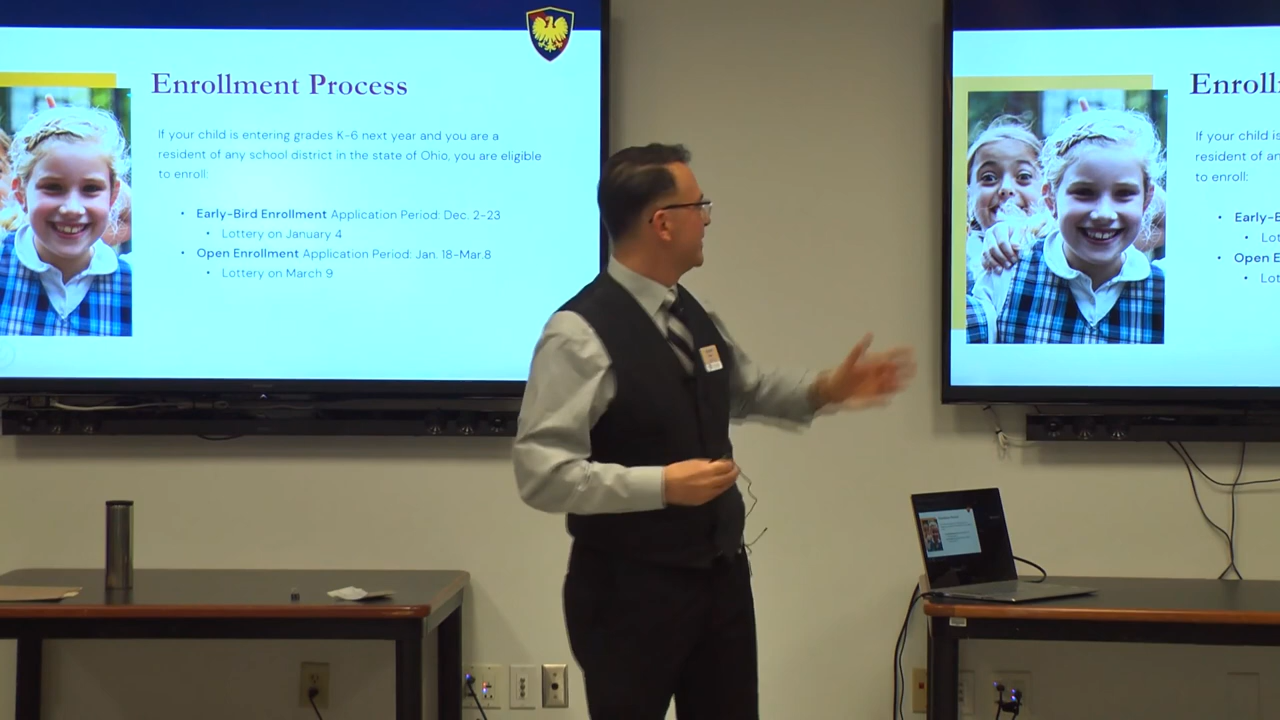 Enrollment Process
If your child is entering grades K-6 next year and you are a
resident of any school district in the state of Ohio, you are eligible
to enroll:
• Early-Bird Enrollment Application Period: Dec. 2-23
• Lottery on January 4
• Open Enrollment Application Period: Jan. 18-Mar.8
• Lottery on March 9
Enroll
If your child is
resident of an
to enroll:
• Early-B
• Lot
• Open E
• Lot